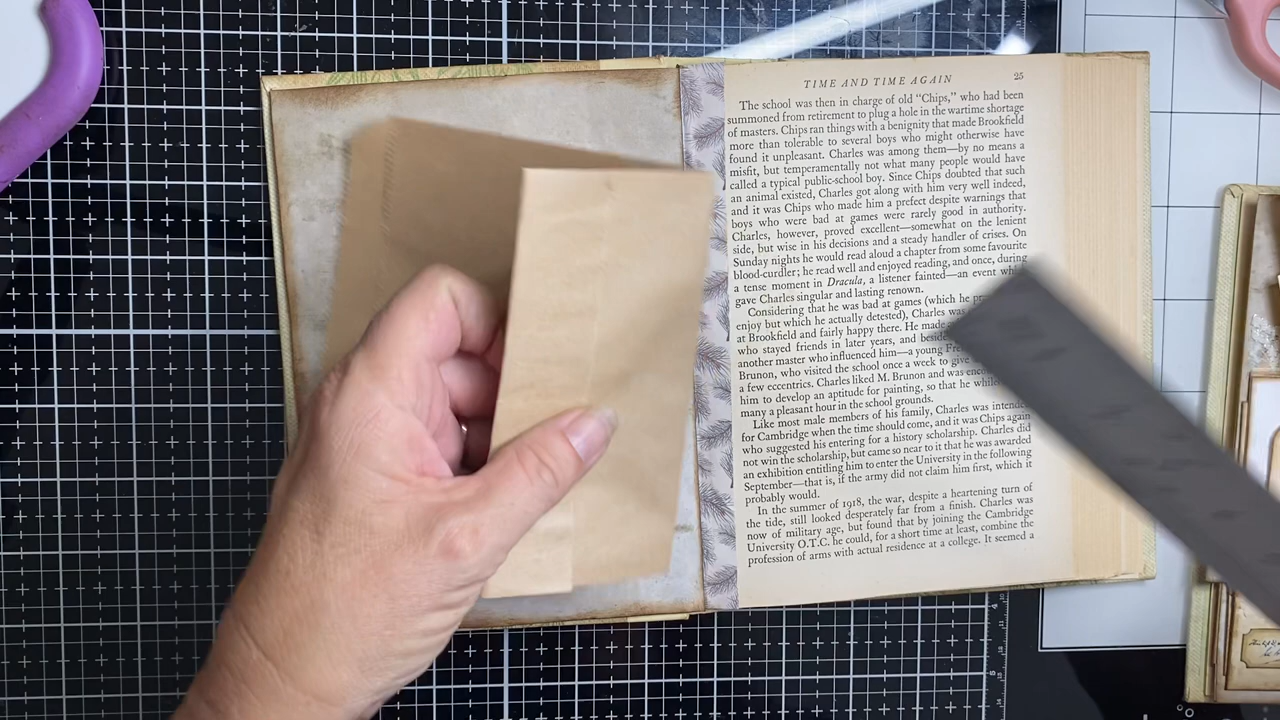 TIME AND TIME AGAIN 25
The school was then in charge of old “Chips,” who had been
summoned from retirement to plug a hole in the wartime shortage
of masters. Chips ran things with a benignity that made Brookfield
more than tolerable to several boys who might otherwise have
found it unpleasant. Charles was among them—by no means a
misfit, but temperamentally not what many people would have
called a typical public-school boy. Since Chips doubted that such
an animal existed, Charles got along with him very well indeed,
and it was Chips who made him a prefect despite warnings that
boys who were bad at games were rarely good in authority.
Charles, however, proved excellent—somewhat on the lenient
side, but wise in his decisions and a steady handler of crises. On
Sunday nights he would read aloud a chapter from some favourite
blood-curdler; he read well and enjoyed reading, and once, during
a tense moment in Dracula, a listener fainted—an event
gave Charles singular and lasting renown.
Considering that he was bad at games (which he
enjoy but which he actually detested), Charles was
at Brookfield and fairly happy there. He made
who stayed friends in later years, and
another master who influenced him—a young
Brunon, who visited the school once a week to give
a few eccentrics. Charles liked M. Brunon and was
him to develop an aptitude for painting, so that he
many a pleasant hour in the school grounds.
Like most male members of his family, Charles was
for Cambridge when the time should come, and it was Chips again
who suggested his entering for a history scholarship. Charles did
not win the scholarship, but came so near to it that he was awarded
an exhibition entitling him to enter the University in the following
September—that is, if the army did not claim him first, which it
probably would.
In the summer of 1918, the war, despite a heartening turn of
the tide, still looked desperately far from a finish. Charles was
now of military age, but found that by joining the Cambridge
University O.T.C. he could, for a short time at least, combine the
profession of arms with actual residence at a college. It seemed a